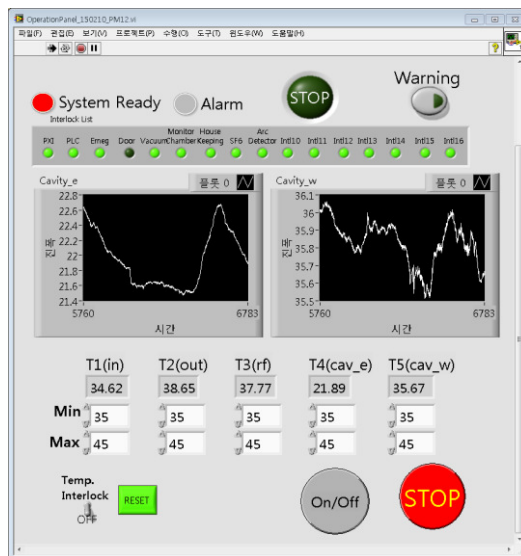 OperationPanel_150210_PM12.vi
파일(F) 편집(E) 보기(V) 프로젝트(P) 수행(O) 도구(T) 윈도우(W) 도움말(H)
System Ready
Alarm
STOP
Warning
Interlock List
PXI PLC Emeg Door Vacuum Monitor Chamber House Keeping SF6 Arc Detector Intl10 Intl11 Intl12 Intl13 Intl14 Intl15 Intl16
Cavity_e 플롯 0
22.8
22.6
22.4
22.2
22
21.8
21.6
21.4
진폭
5760 6783
시간
Cavity_w 플롯 0
36.1
36
35.9
35.8
35.7
35.6
35.5
진폭
5760 6783
시간
T1(in) T2(out) T3(rf) T4(cav_e) T5(cav_w)
34.62 38.65 37.77 21.89 35.67
Min 35 35 35 35 35
Max 45 45 45 45 45
Temp.
Interlock
OFF
RESET
On/Off
STOP